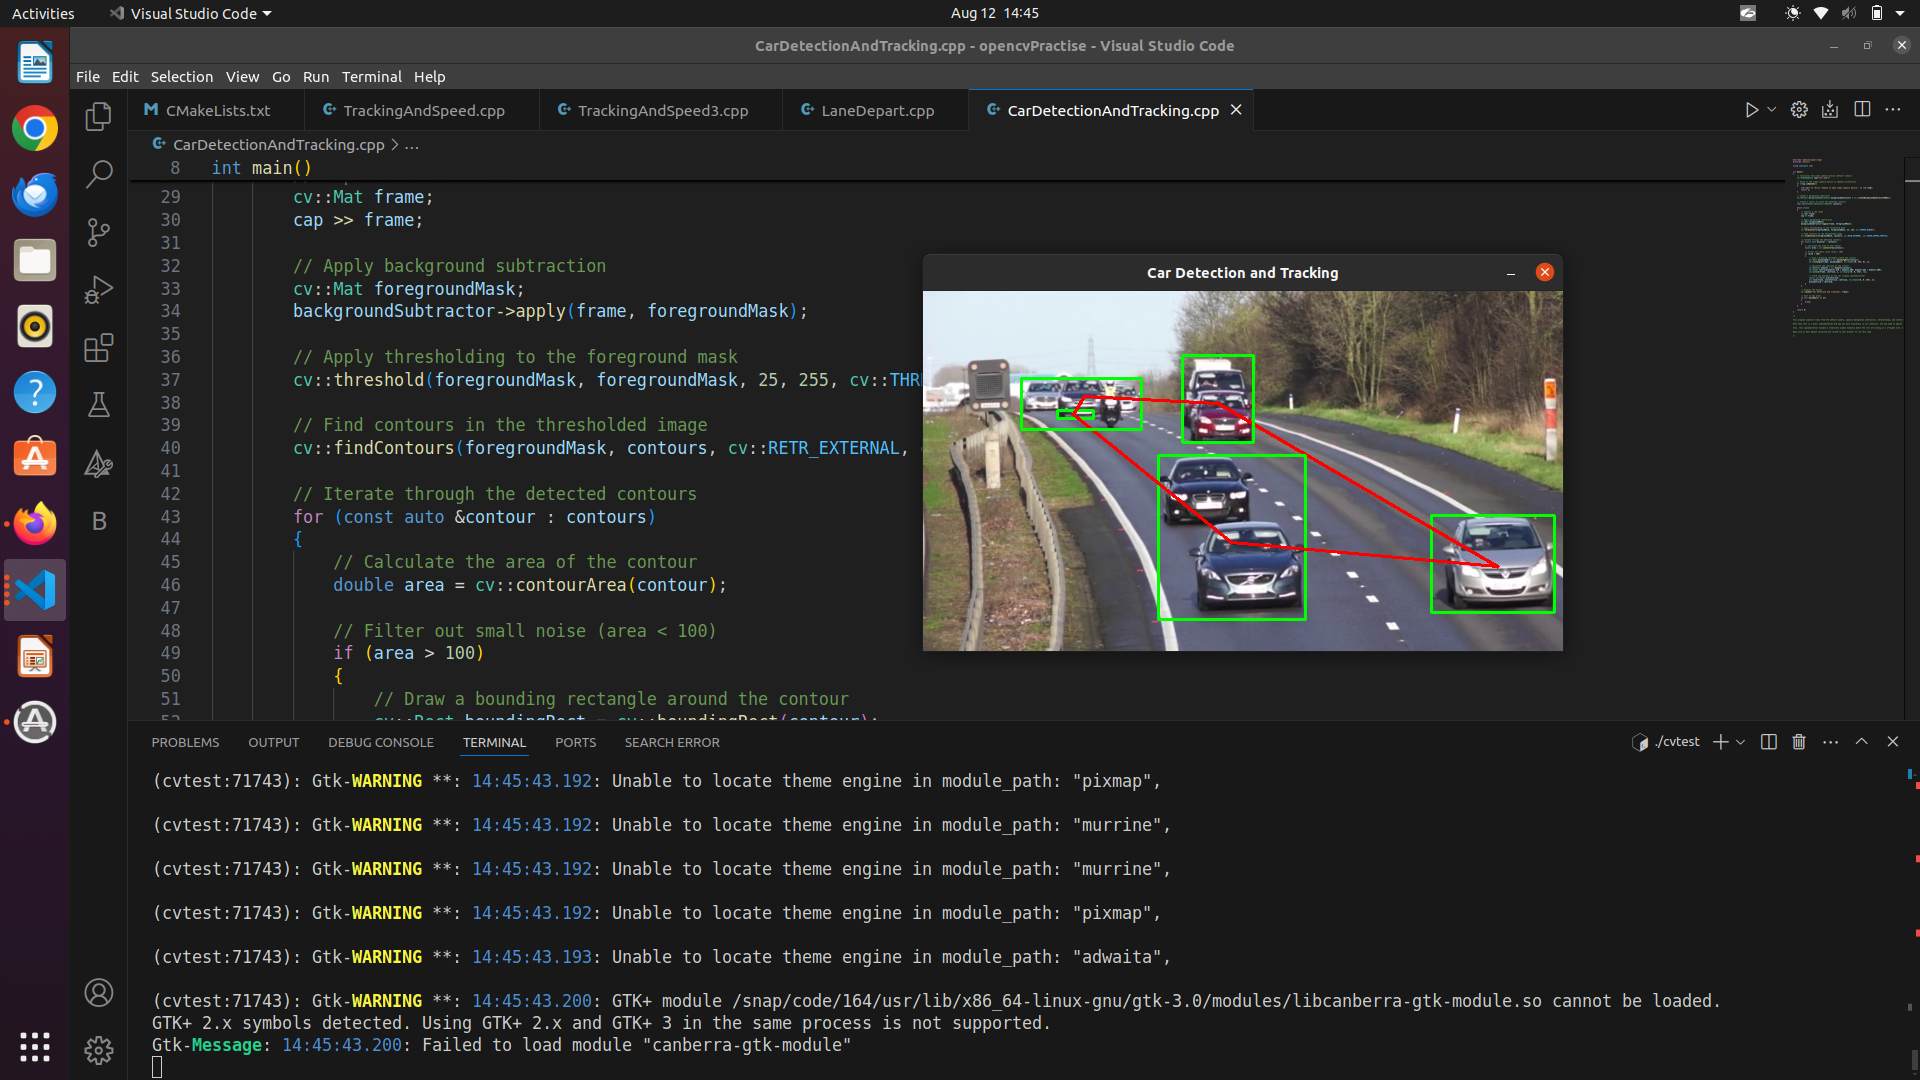 Activities Visual Studio Code Aug 12 14:45
CarDetectionAndTracking.cpp - opencvPractise - Visual Studio Code
File Edit Selection View Go Run Terminal Help
CMakeLists.txt TrackingAndSpeed.cpp TrackingAndSpeed3.cpp LaneDepart.cpp CarDetectionAndTracking.cpp
CarDetectionAndTracking.cpp > ...
8 int main()
29 cv::Mat frame;
30 cap >> frame;
31
32 // Apply background subtraction
33 cv::Mat foregroundMask;
34 backgroundSubtractor->apply(frame, foregroundMask);
35
36 // Apply thresholding to the foreground mask
37 cv::threshold(foregroundMask, foregroundMask, 25, 255, cv::THR
38
39 // Find contours in the thresholded image
40 cv::findContours(foregroundMask, contours, cv::RETR_EXTERNAL,
41
42 // Iterate through the detected contours
43 for (const auto &contour : contours)
44 {
45 // Calculate the area of the contour
46 double area = cv::contourArea(contour);
47
48 // Filter out small noise (area < 100)
49 if (area > 100)
50 {
51 // Draw a bounding rectangle around the contour
52 cv::Rect boundingRect = cv::boundingRect(contour);
Car Detection and Tracking
PROBLEMS OUTPUT DEBUG CONSOLE TERMINAL PORTS SEARCH ERROR ./cvtest
(cvtest:71743): Gtk-WARNING **: 14:45:43.192: Unable to locate theme engine in module_path: "pixmap",
(cvtest:71743): Gtk-WARNING **: 14:45:43.192: Unable to locate theme engine in module_path: "murrine",
(cvtest:71743): Gtk-WARNING **: 14:45:43.192: Unable to locate theme engine in module_path: "murrine",
(cvtest:71743): Gtk-WARNING **: 14:45:43.192: Unable to locate theme engine in module_path: "pixmap",
(cvtest:71743): Gtk-WARNING **: 14:45:43.193: Unable to locate theme engine in module_path: "adwaita",
(cvtest:71743): Gtk-WARNING **: 14:45:43.200: GTK+ module /snap/code/164/usr/lib/x86_64-linux-gnu/gtk-3.0/modules/libcanberra-gtk-module.so cannot be loaded.
GTK+ 2.x symbols detected. Using GTK+ 2.x and GTK+ 3 in the same process is not supported.
Gtk-Message: 14:45:43.200: Failed to load module "canberra-gtk-module"